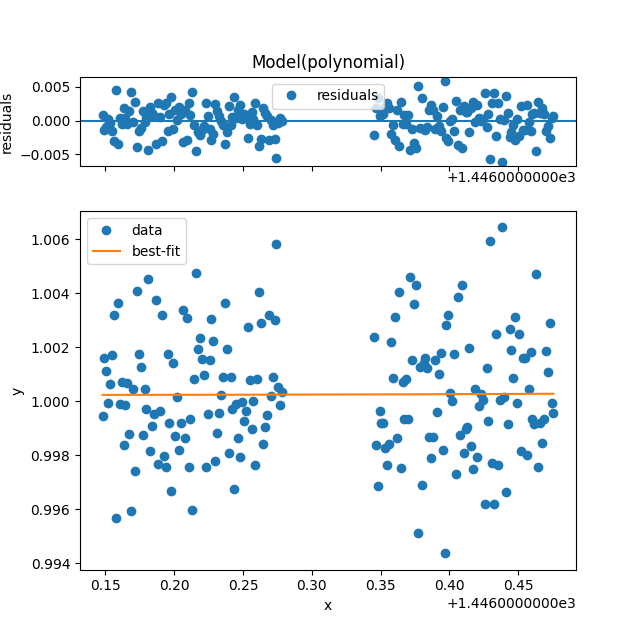 Model(polynomial)
0.005
0.000
−0.005
residuals
residuals
+1.4460000000e3
1.006
1.004
1.002
1.000
0.998
0.996
0.994
y
data
best-fit
0.15 0.20 0.25 0.30 0.35 0.40 0.45
x
+1.4460000000e3